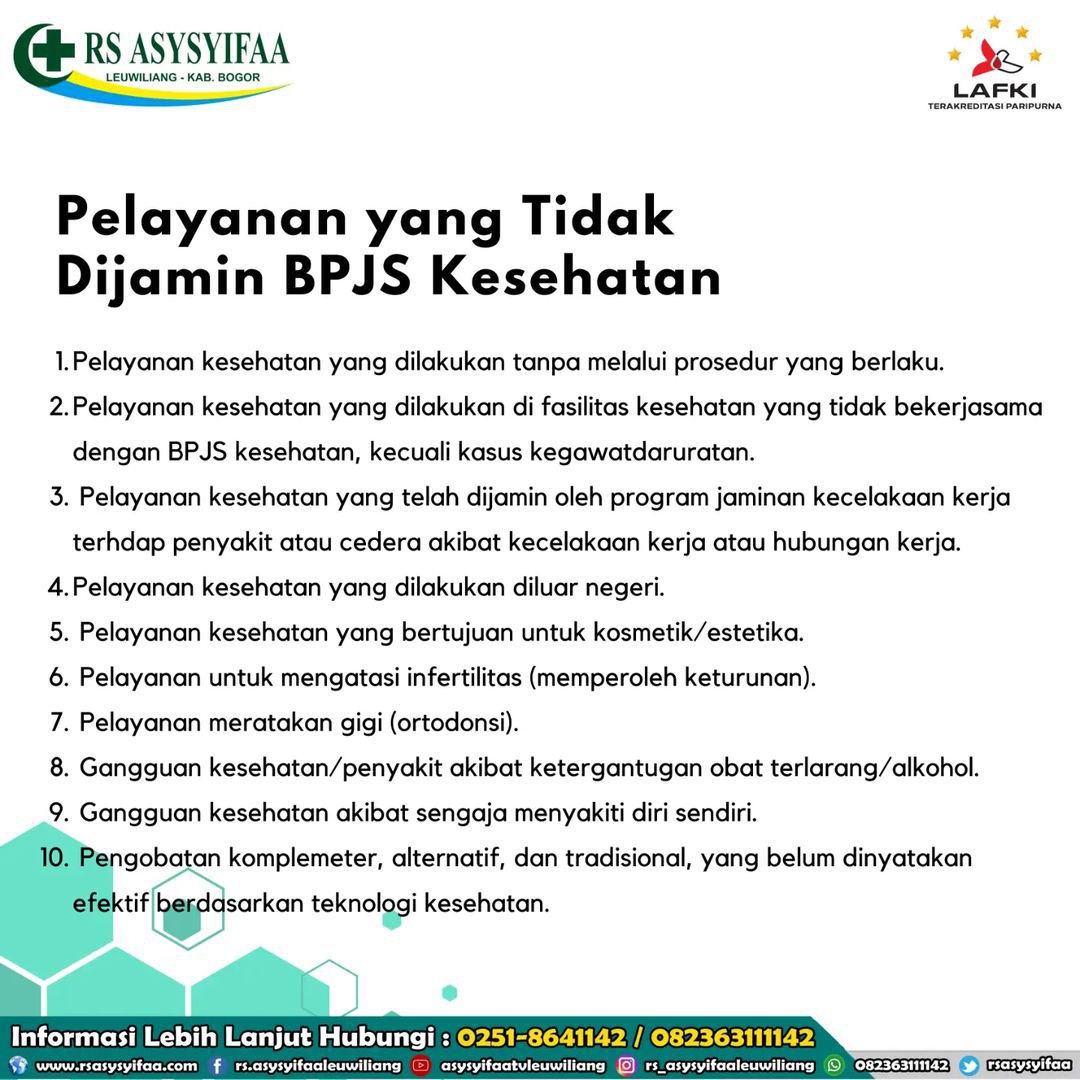 RS ASYSYIFAA
LEUWILIANG - KAB. BOGOR
LAFKI
TERAKREDITASI PARIPURNA
Pelayanan yang Tidak
Dijamin BPJS Kesehatan
1. Pelayanan kesehatan yang dilakukan tanpa melalui prosedur yang berlaku.
2. Pelayanan kesehatan yang dilakukan di fasilitas kesehatan yang tidak bekerjasama
dengan BPJS kesehatan, kecuali kasus kegawatdaruratan.
3. Pelayanan kesehatan yang telah dijamin oleh program jaminan kecelakaan kerja
terhdap penyakit atau cedera akibat kecelakaan kerja atau hubungan kerja.
4. Pelayanan kesehatan yang dilakukan diluar negeri.
5. Pelayanan kesehatan yang bertujuan untuk kosmetik/estetika.
6. Pelayanan untuk mengatasi infertilitas (memperoleh keturunan).
7. Pelayanan meratakan gigi (ortodonsi).
8. Gangguan kesehatan/penyakit akibat ketergantugan obat terlarang/alkohol.
9. Gangguan kesehatan akibat sengaja menyakiti diri sendiri.
10. Pengobatan komplemeter, alternatif, dan tradisional, yang belum dinyatakan
efektif berdasarkan teknologi kesehatan.
Informasi Lebih Lanjut Hubungi : 0251-8641142 / 082363111142
www.rsasysyifaa.com rs.asysyifaaleuwiliang asysyifaatvleuwiliang rs_asysyifaaleuwiliang 082363111142 rsasysyifaa